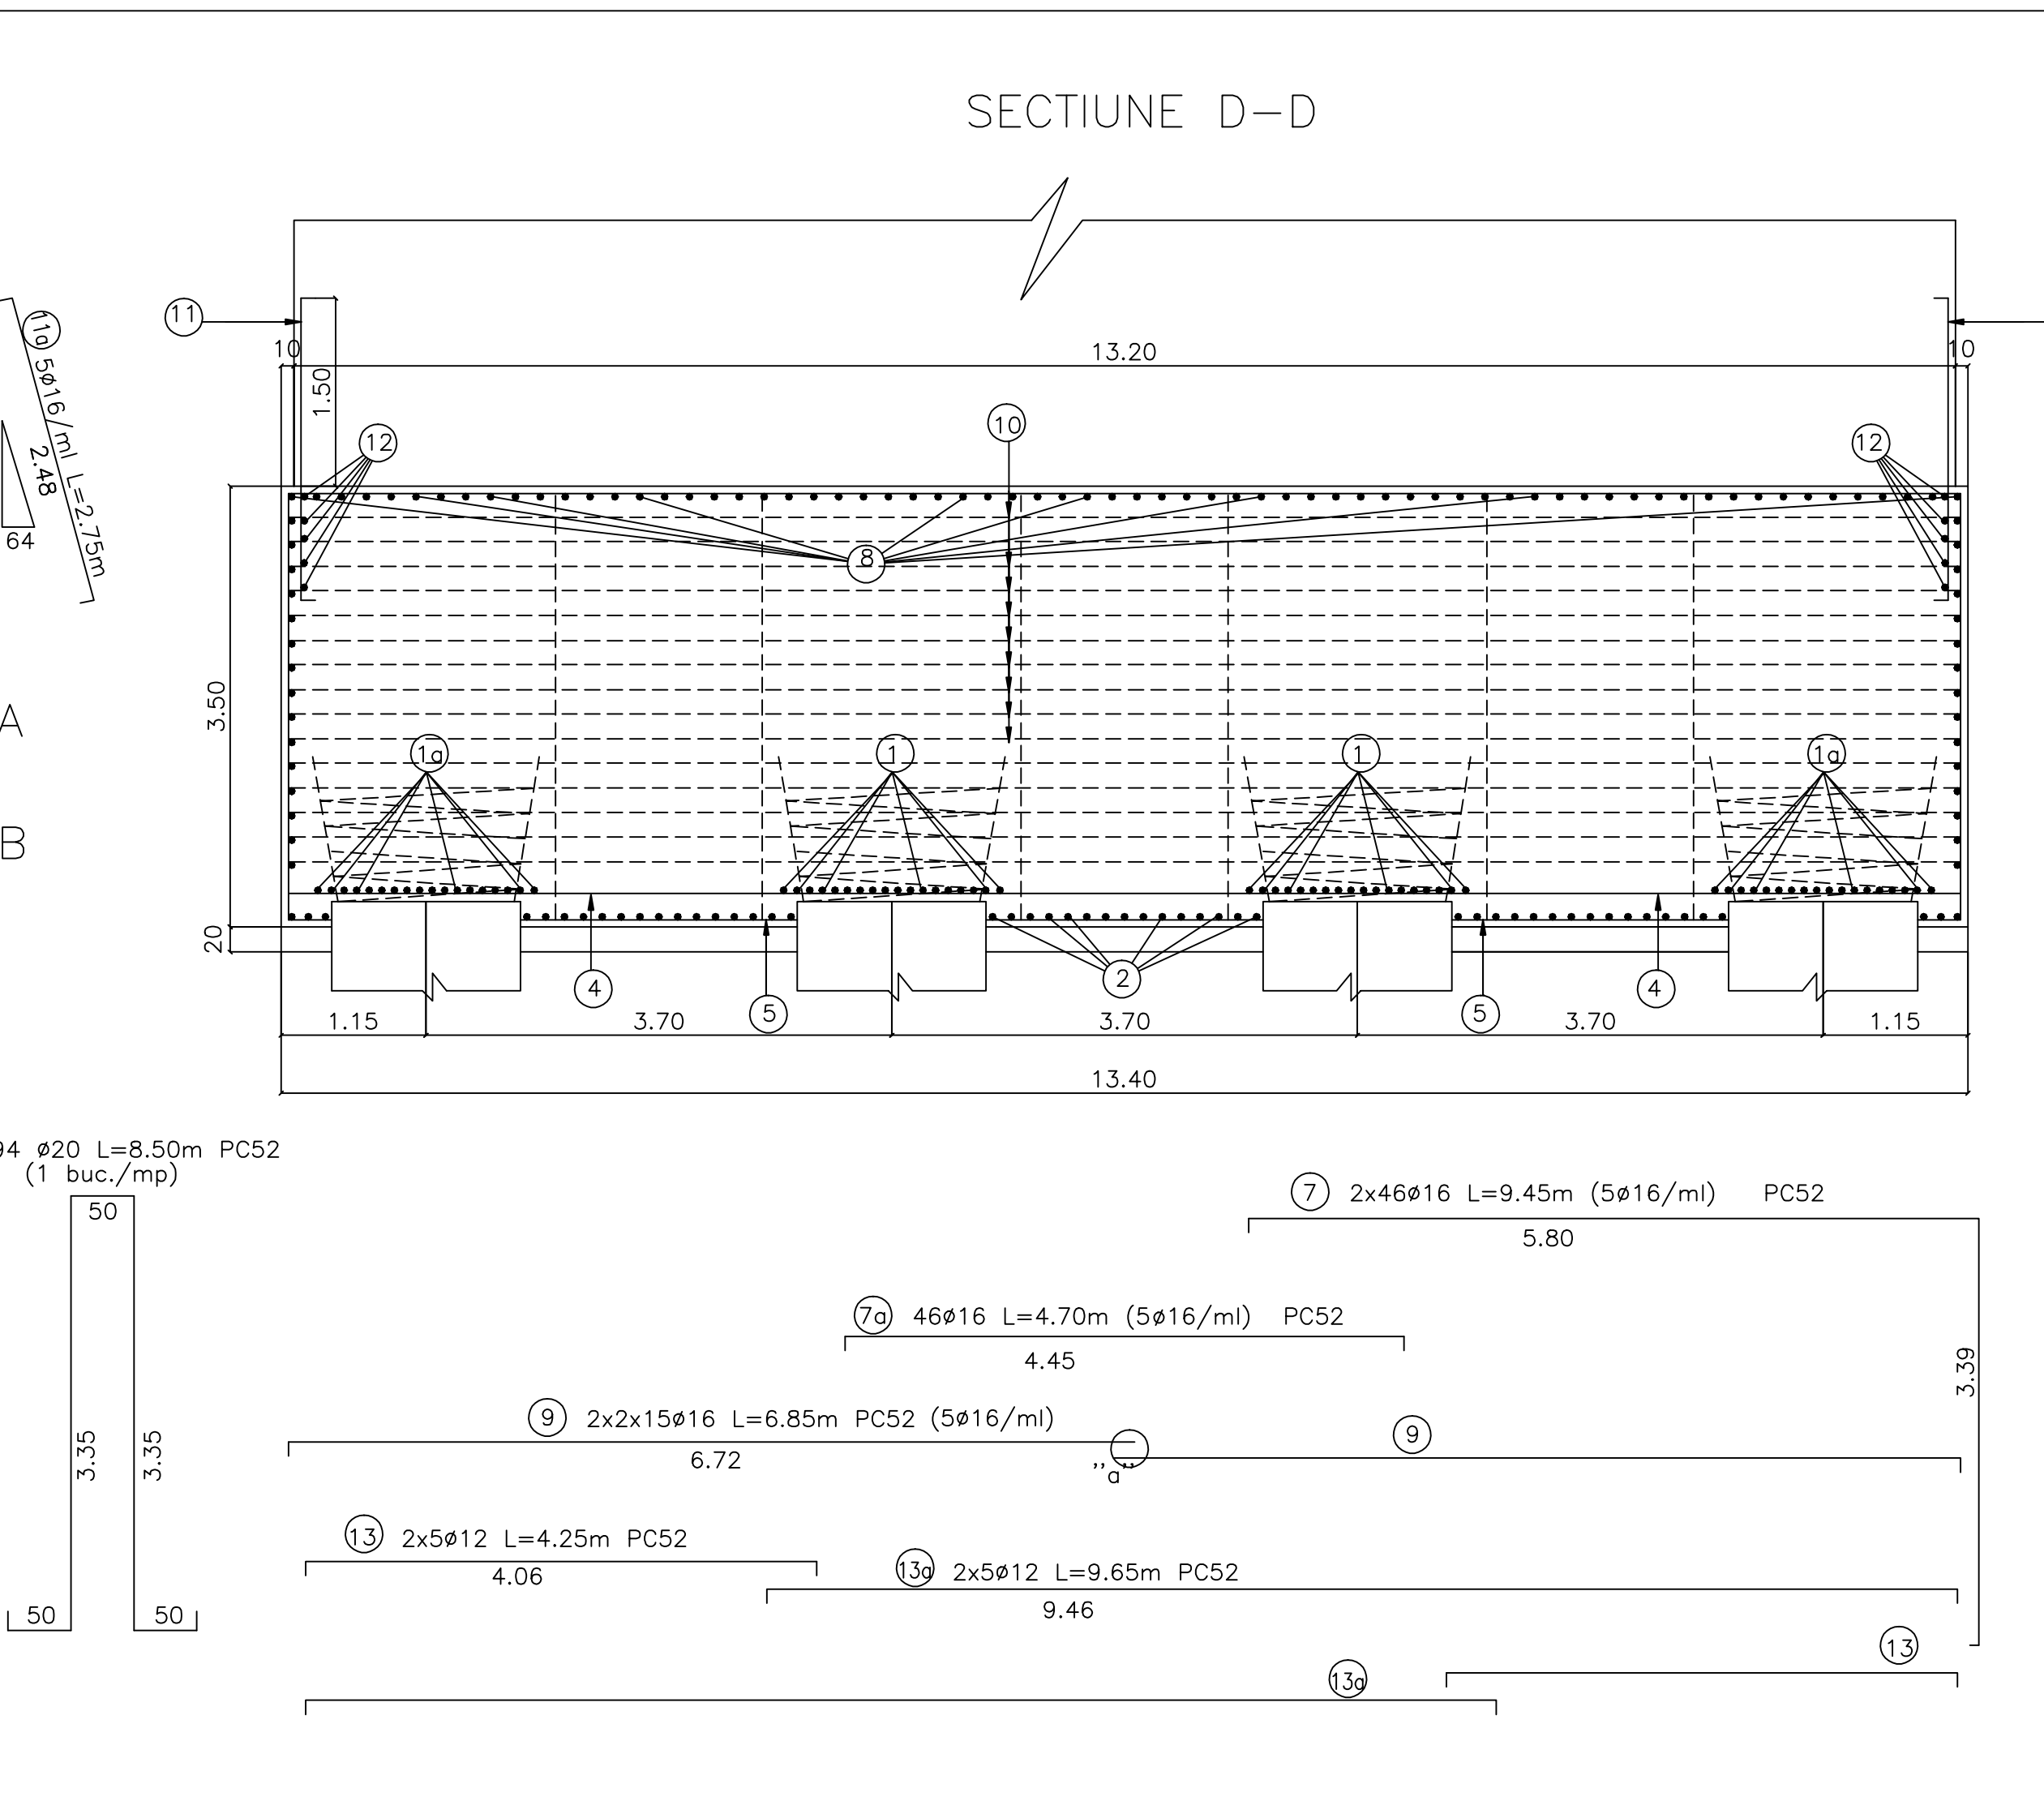 SECTIUNE D-D
11
11a 5ø16/ml L=2.75m
2.48
64
10
13.20
10
1.50
12
10
12
8
3.50
A
1a
1
1
1a
B
20
4
5
2
5
4
1.15
3.70
3.70
3.70
1.15
13.40
94 ø20 L=8.50m PC52
(1 buc./mp)
50
3.35
3.35
50
50
7 2x46ø16 L=9.45m (5ø16/ml) PC52
5.80
3.39
7a 46ø16 L=4.70m (5ø16/ml) PC52
4.45
9 2x2x15ø16 L=6.85m PC52 (5ø16/ml)
6.72
,,a"
9
13 2x5ø12 L=4.25m PC52
4.06
13a 2x5ø12 L=9.65m PC52
9.46
13
13a